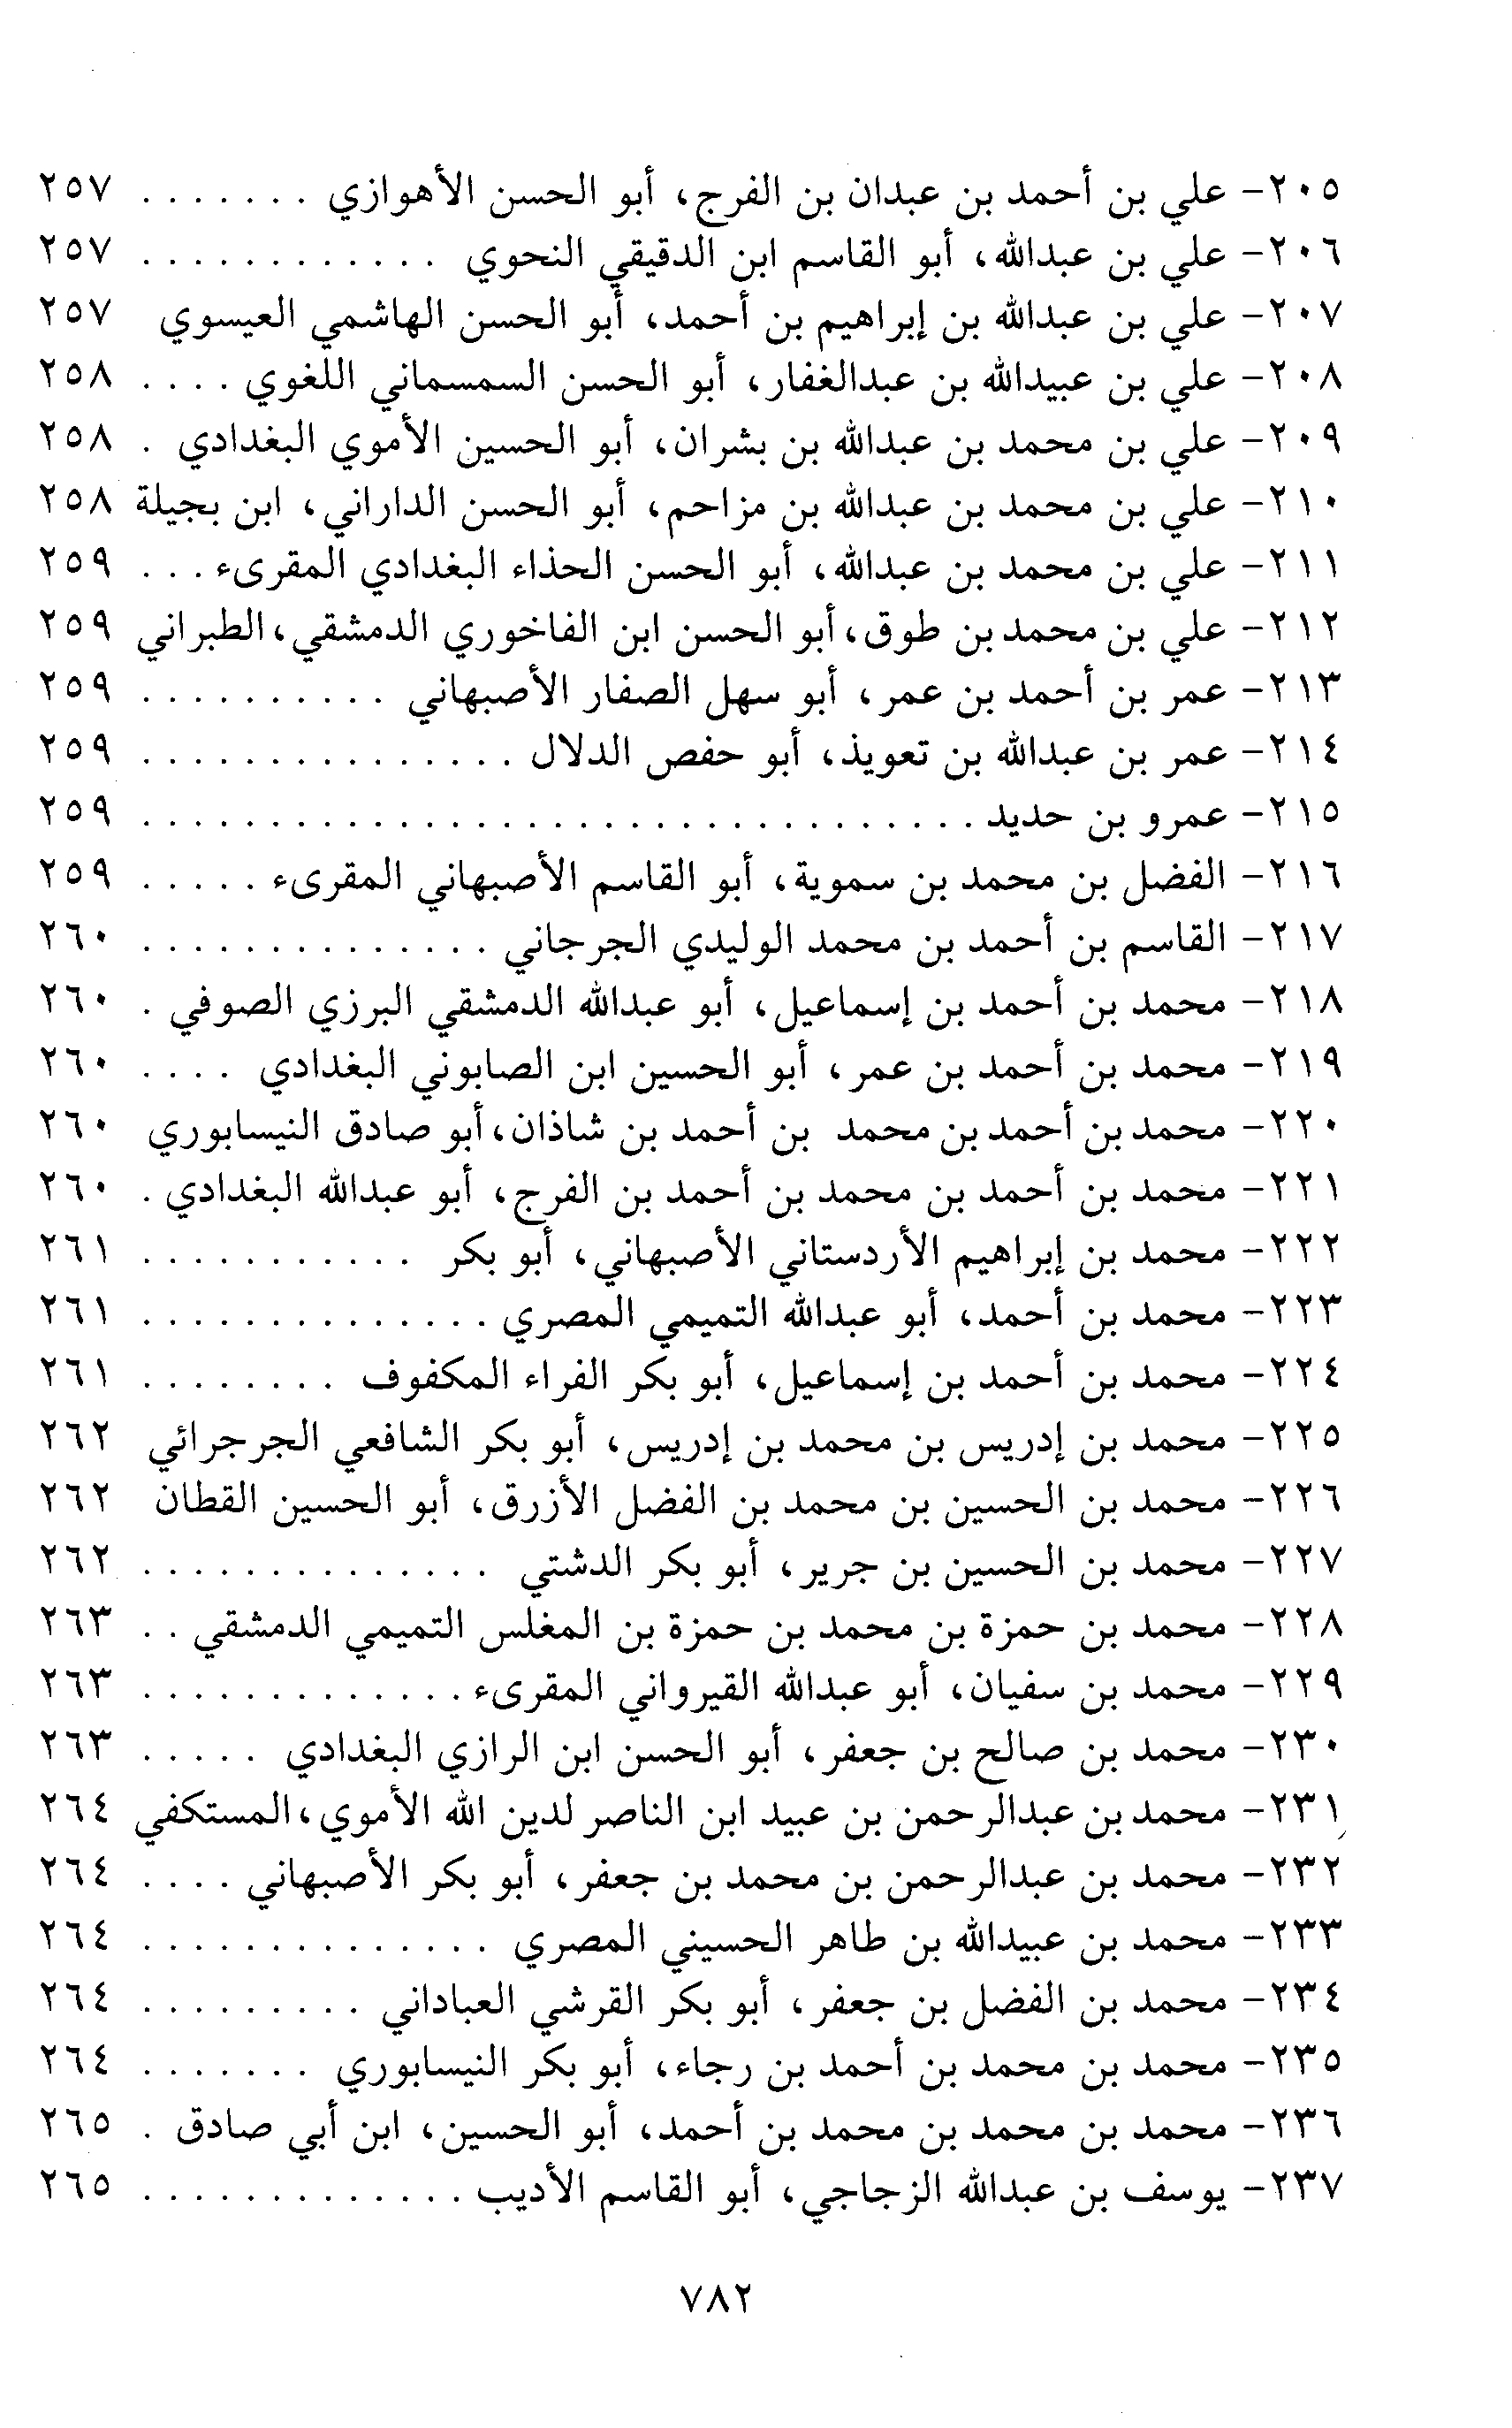 ٢٠٥- علي بن أحمد بن عبدان بن الفرج، أبو الحسن الأهوازي . . . . . . . ٢٥٧
٢٠٦- علي بن عبدالله، أبو القاسم ابن الدقيقي النحوي . . . . . . . . . . . . ٢٥٧
٢٠٧- علي بن عبدالله بن إبراهيم بن أحمد، أبو الحسن الهاشمي العيسوي ٢٥٧
٢٠٨- علي بن عبيدالله بن عبدالغفار، أبو الحسن السمسماني اللغوي . . . . ٢٥٨
٢٠٩- علي بن محمد بن عبدالله بن بشران، أبو الحسين الأموي البغدادي . ٢٥٨
٢١٠- علي بن محمد بن عبدالله بن مزاحم، أبو الحسن الداراني، ابن بجيلة ٢٥٨
٢١١- علي بن محمد بن عبدالله، أبو الحسن الحذاء البغدادي المقرىء . . . ٢٥٩
٢١٢- علي بن محمد بن طوق، أبو الحسن ابن الفاخوري الدمشقي، الطبراني ٢٥٩
٢١٣- عمر بن أحمد بن عمر، أبو سهل الصفار الأصبهاني . . . . . . . . . . ٢٥٩
٢١٤- عمر بن عبدالله بن تعويذ، أبو حفص الدلال . . . . . . . . . . . . . . . ٢٥٩
٢١٥- عمرو بن حديد . . . . . . . . . . . . . . . . . . . . . . . . . . . . . . . . . ٢٥٩
٢١٦- الفضل بن محمد بن سموية، أبو القاسم الأصبهاني المقرىء . . . . . ٢٥٩
٢١٧- القاسم بن أحمد بن محمد الوليدي الجرجاني . . . . . . . . . . . . . . ٢٦٠
٢١٨- محمد بن أحمد بن إسماعيل، أبو عبدالله الدمشقي البرزي الصوفي . ٢٦٠
٢١٩- محمد بن أحمد بن عمر، أبو الحسين ابن الصابوني البغدادي . . . . ٢٦٠
٢٢٠- محمد بن أحمد بن محمد بن أحمد بن شاذان، أبو صادق النيسابوري ٢٦٠
٢٢١- محمد بن أحمد بن محمد بن أحمد بن الفرج، أبو عبدالله البغدادي . ٢٦٠
٢٢٢- محمد بن إبراهيم الأردستاني الأصبهاني، أبو بكر . . . . . . . . . . . ٢٦١
٢٢٣- محمد بن أحمد، أبو عبدالله التميمي المصري . . . . . . . . . . . . . . ٢٦١
٢٢٤- محمد بن أحمد بن إسماعيل، أبو بكر الفراء المكفوف . . . . . . . . ٢٦١
٢٢٥- محمد بن إدريس بن محمد بن إدريس، أبو بكر الشافعي الجرجرائي ٢٦٢
٢٢٦- محمد بن الحسين بن محمد بن الفضل الأزرق، أبو الحسين القطان ٢٦٢
٢٢٧- محمد بن الحسين بن جرير، أبو بكر الدشتي . . . . . . . . . . . . . . ٢٦٢
٢٢٨- محمد بن حمزة بن محمد بن حمزة بن المغلس التميمي الدمشقي . . ٢٦٣
٢٢٩- محمد بن سفيان، أبو عبدالله القيرواني المقرىء . . . . . . . . . . . . . ٢٦٣
٢٣٠- محمد بن صالح بن جعفر، أبو الحسن ابن الرازي البغدادي . . . . . ٢٦٣
٢٣١- محمد بن عبدالرحمن بن عبيد ابن الناصر لدين الله الأموي، المستكفي ٢٦٤
٢٣٢- محمد بن عبدالرحمن بن محمد بن جعفر، أبو بكر الأصبهاني . . . . ٢٦٤
٢٣٣- محمد بن عبيدالله بن طاهر الحسيني المصري . . . . . . . . . . . . . . ٢٦٤
٢٣٤- محمد بن الفضل بن جعفر، أبو بكر القرشي العباداني . . . . . . . . . ٢٦٤
٢٣٥- محمد بن محمد بن أحمد بن رجاء، أبو بكر النيسابوري . . . . . . . ٢٦٤
٢٣٦- محمد بن محمد بن محمد بن أحمد، أبو الحسين، ابن أبي صادق . ٢٦٥
٢٣٧- يوسف بن عبدالله الزجاجي، أبو القاسم الأديب . . . . . . . . . . . . . ٢٦٥
٧٨٢